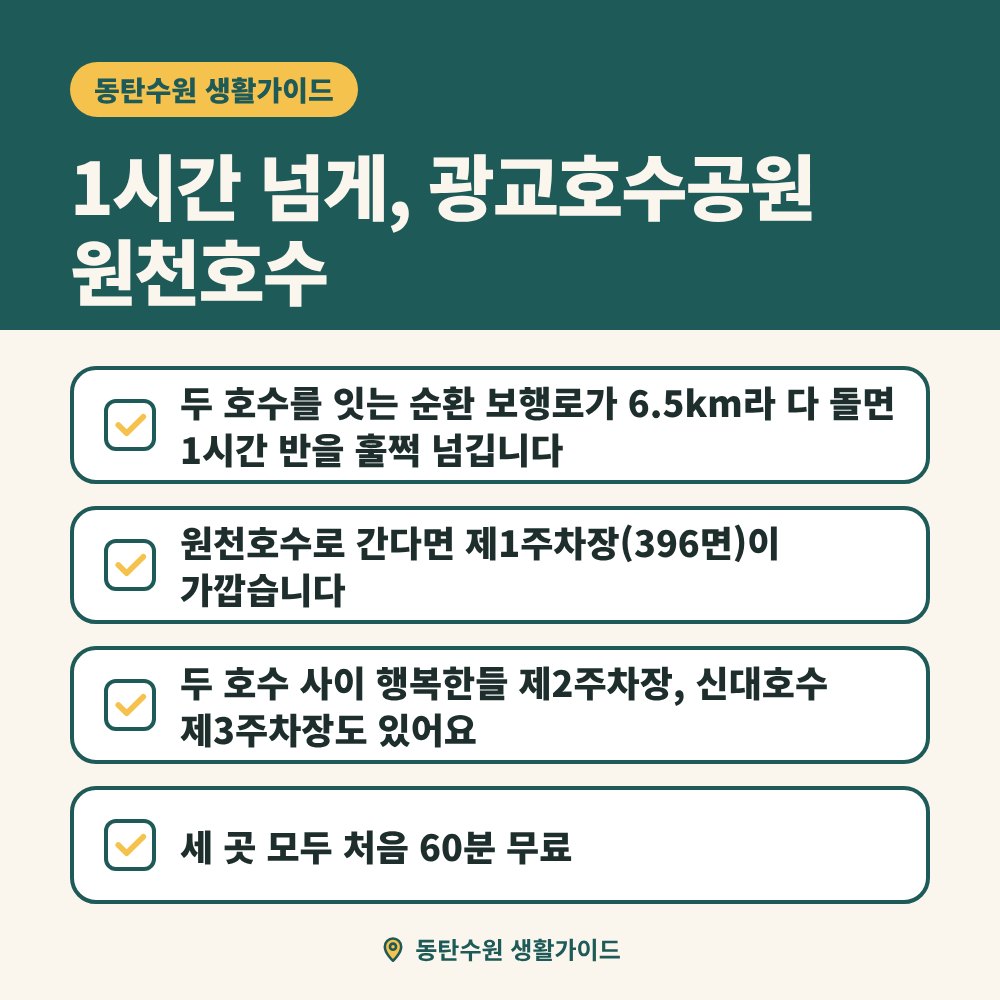 동탄수원 생활가이드
1시간 넘게, 광교호수공원
원천호수
두 호수를 잇는 순환 보행로가 6.5km라 다 돌면
1시간 반을 훌쩍 넘깁니다
원천호수로 간다면 제1주차장(396면)이
가깝습니다
두 호수 사이 행복한들 제2주차장, 신대호수
제3주차장도 있어요
세 곳 모두 처음 60분 무료
동탄수원 생활가이드